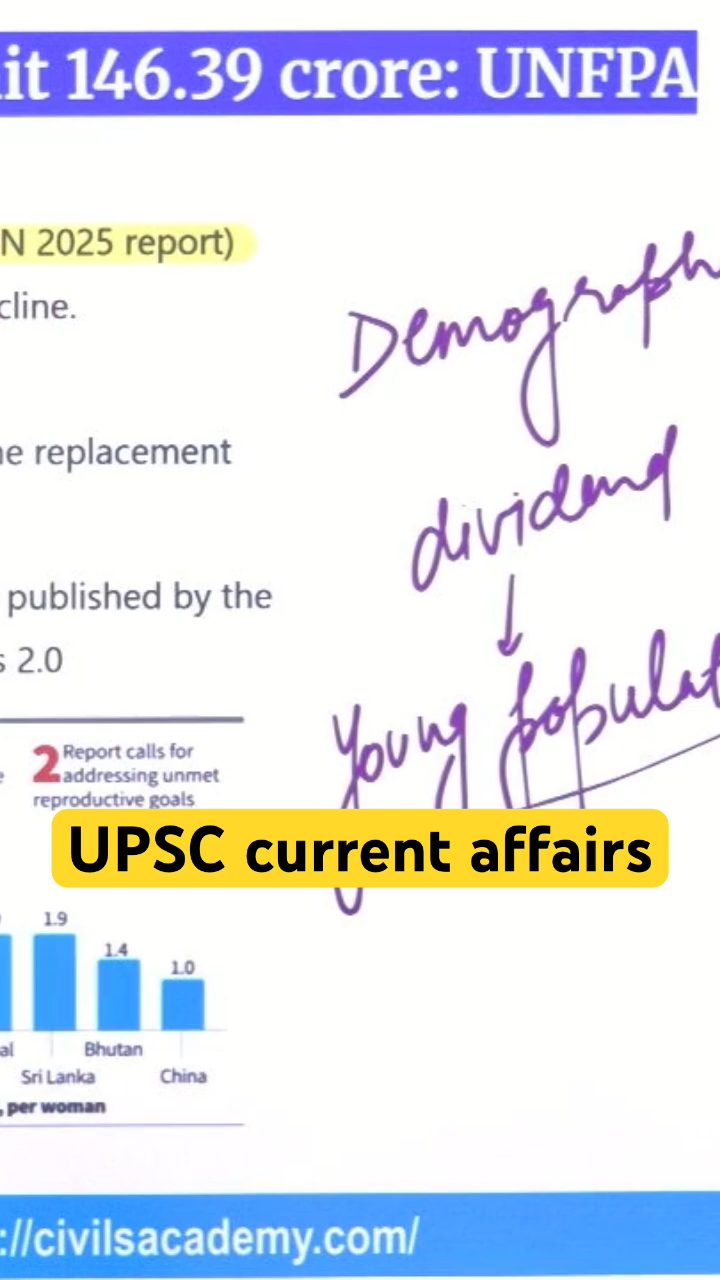 it 146.39 crore: UNFPA
N 2025 report)
cline.
Demograph
e replacement
dividend
↓
published by the
s 2.0
Young populat
2 Report calls for
addressing unmet
reproductive goals
UPSC current affairs
1.9
1.4
1.0
al
Bhutan
Sri Lanka
China
, per woman
://civilsacademy.com/